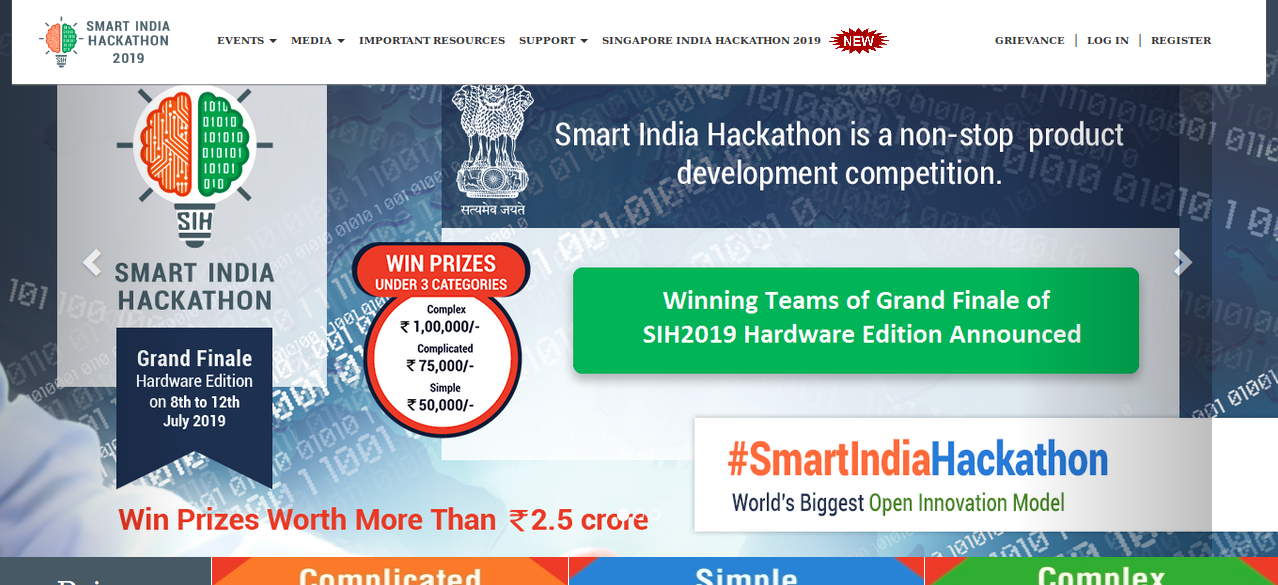 SMART INDIA
HACKATHON
2019
SIH
EVENTS
MEDIA
IMPORTANT RESOURCES
SUPPORT
SINGAPORE INDIA HACKATHON 2019
NEW
GRIEVANCE
LOG IN
REGISTER
SIH
SMART INDIA
HACKATHON
Grand Finale
Hardware Edition
on 8th to 12th
July 2019
सत्यमेव जयते
Smart India Hackathon is a non-stop product
development competition.
WIN PRIZES
UNDER 3 CATEGORIES
Complex
₹ 1,00,000/-
Complicated
₹ 75,000/-
Simple
₹ 50,000/-
Winning Teams of Grand Finale of
SIH2019 Hardware Edition Announced
#SmartIndiaHackathon
World's Biggest Open Innovation Model
Win Prizes Worth More Than ₹2.5 crore
Complicated
Simple
Complex